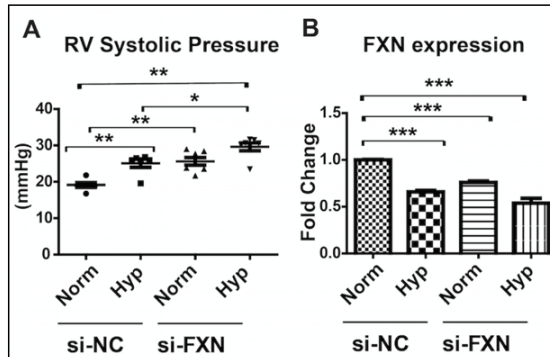 A
RV Systolic Pressure
**
*
**
**
(mmHg)
40
30
20
10
0
Norm
Hyp
Norm
Hyp
si-NC
si-FXN
B
FXN expression
***
***
***
Fold Change
1.5
1.0
0.5
0.0
Norm
Hyp
Norm
Hyp
si-NC
si-FXN